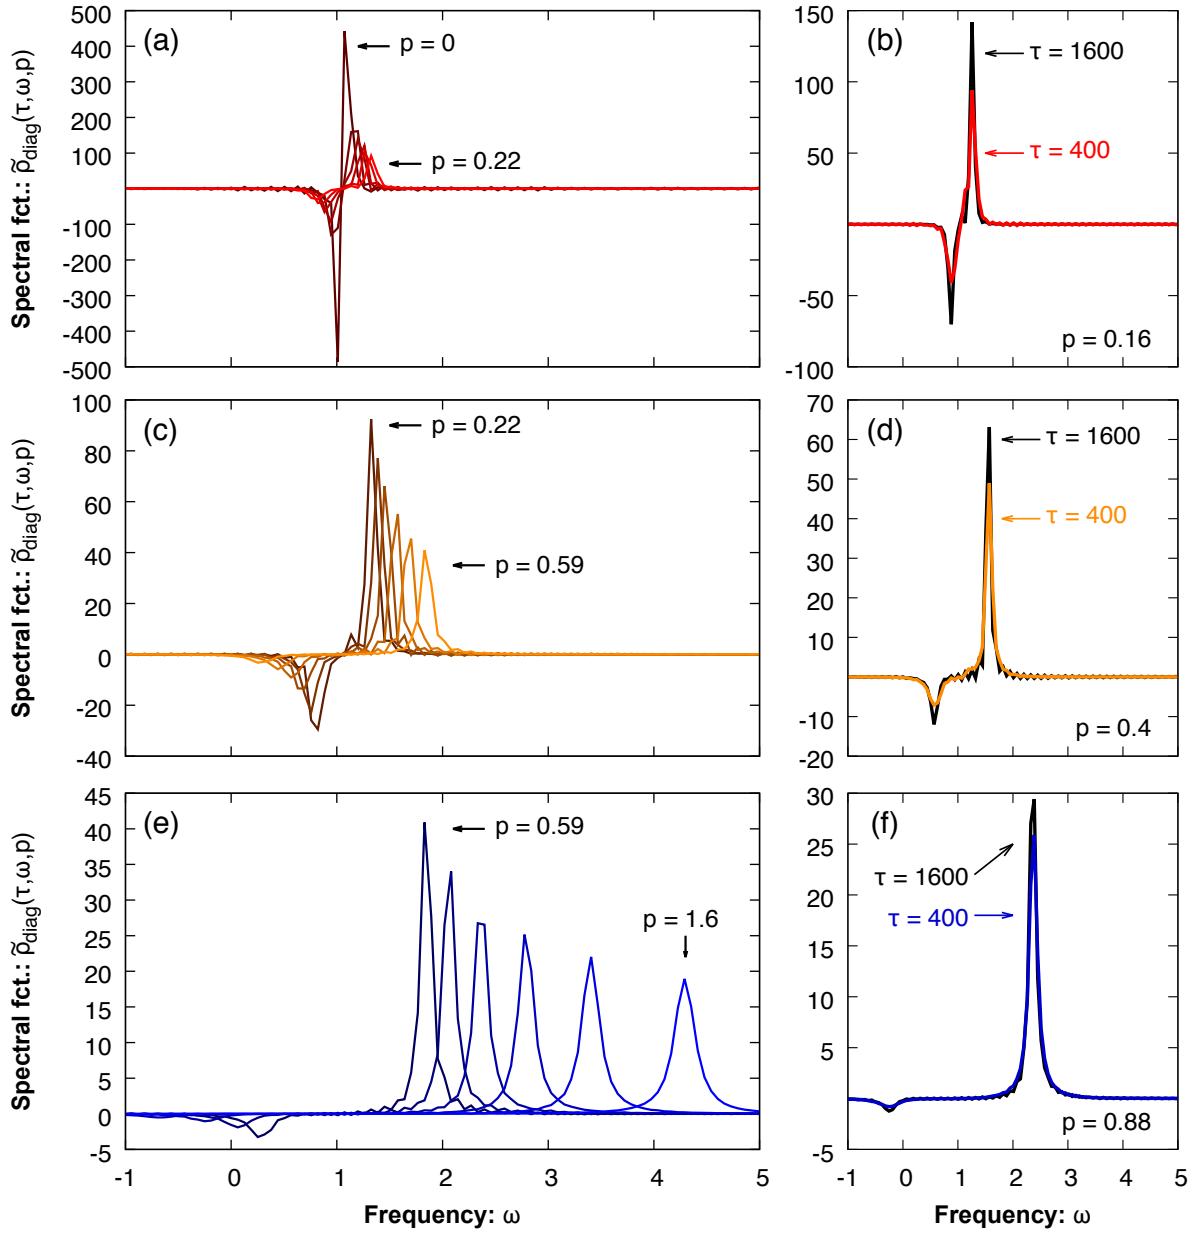 Spectral fct.: ρ̃diag(τ,ω,p)
500
400
300
200
100
0
-100
-200
-300
-400
-500
(a)
p = 0
p = 0.22
150
100
50
0
-50
-100
(b)
τ = 1600
τ = 400
p = 0.16
Spectral fct.: ρ̃diag(τ,ω,p)
100
80
60
40
20
0
-20
-40
(c)
p = 0.22
p = 0.59
70
60
50
40
30
20
10
0
-10
-20
(d)
τ = 1600
τ = 400
p = 0.4
Spectral fct.: ρ̃diag(τ,ω,p)
45
40
35
30
25
20
15
10
5
0
-5
(e)
p = 0.59
p = 1.6
-1 0 1 2 3 4 5
Frequency: ω
30
25
20
15
10
5
0
-5
(f)
τ = 1600
τ = 400
p = 0.88
-1 0 1 2 3 4 5
Frequency: ω